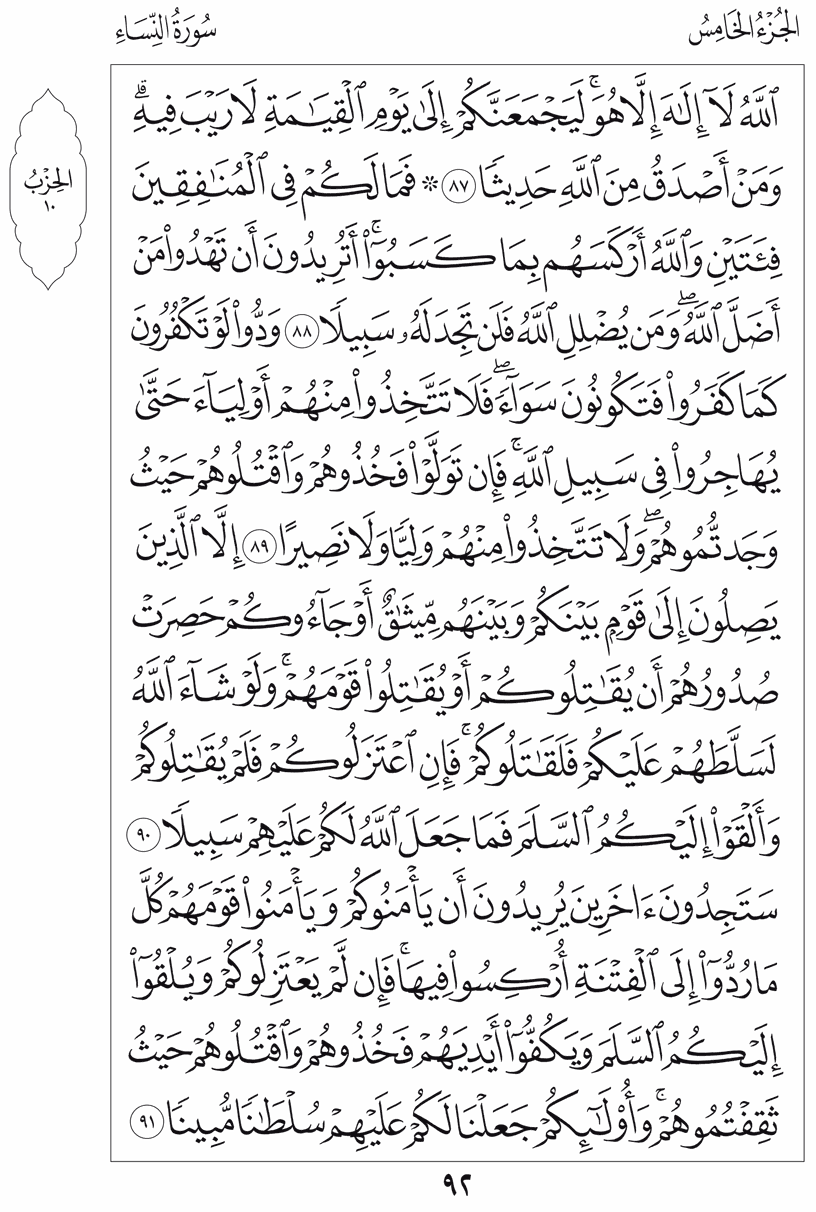 الجُزْءُ الخَامِسُ
سُورَةُ النِّسَاءِ
ٱللَّهُ لَآ إِلَٰهَ إِلَّا هُوَۚ لَيَجْمَعَنَّكُمْ إِلَىٰ يَوْمِ ٱلْقِيَٰمَةِ لَا رَيْبَ فِيهِۗ
وَمَنْ أَصْدَقُ مِنَ ٱللَّهِ حَدِيثًا ٨٧ ۞ فَمَا لَكُمْ فِى ٱلْمُنَٰفِقِينَ
فِئَتَيْنِ وَٱللَّهُ أَرْكَسَهُم بِمَا كَسَبُوٓا۟ۚ أَتُرِيدُونَ أَن تَهْدُوا۟ مَنْ
أَضَلَّ ٱللَّهُۖ وَمَن يُضْلِلِ ٱللَّهُ فَلَن تَجِدَ لَهُۥ سَبِيلًا ٨٨ وَدُّوا۟ لَوْ تَكْفُرُونَ
كَمَا كَفَرُوا۟ فَتَكُونُونَ سَوَآءًۖ فَلَا تَتَّخِذُوا۟ مِنْهُمْ أَوْلِيَآءَ حَتَّىٰ
يُهَاجِرُوا۟ فِى سَبِيلِ ٱللَّهِۚ فَإِن تَوَلَّوْا۟ فَخُذُوهُمْ وَٱقْتُلُوهُمْ حَيْثُ
وَجَدتُّمُوهُمْۖ وَلَا تَتَّخِذُوا۟ مِنْهُمْ وَلِيًّا وَلَا نَصِيرًا ٨٩ إِلَّا ٱلَّذِينَ
يَصِلُونَ إِلَىٰ قَوْمٍۭ بَيْنَكُمْ وَبَيْنَهُم مِّيثَٰقٌ أَوْ جَآءُوكُمْ حَصِرَتْ
صُدُورُهُمْ أَن يُقَٰتِلُوكُمْ أَوْ يُقَٰتِلُوا۟ قَوْمَهُمْۚ وَلَوْ شَآءَ ٱللَّهُ
لَسَلَّطَهُمْ عَلَيْكُمْ فَلَقَٰتَلُوكُمْۚ فَإِنِ ٱعْتَزَلُوكُمْ فَلَمْ يُقَٰتِلُوكُمْ
وَأَلْقَوْا۟ إِلَيْكُمُ ٱلسَّلَمَ فَمَا جَعَلَ ٱللَّهُ لَكُمْ عَلَيْهِمْ سَبِيلًا ٩٠
سَتَجِدُونَ ءَاخَرِينَ يُرِيدُونَ أَن يَأْمَنُوكُمْ وَيَأْمَنُوا۟ قَوْمَهُمْ كُلَّ
مَا رُدُّوٓا۟ إِلَى ٱلْفِتْنَةِ أُرْكِسُوا۟ فِيهَاۚ فَإِن لَّمْ يَعْتَزِلُوكُمْ وَيُلْقُوٓا۟
إِلَيْكُمُ ٱلسَّلَمَ وَيَكُفُّوٓا۟ أَيْدِيَهُمْ فَخُذُوهُمْ وَٱقْتُلُوهُمْ حَيْثُ
ثَقِفْتُمُوهُمْۚ وَأُو۟لَٰٓئِكُمْ جَعَلْنَا لَكُمْ عَلَيْهِمْ سُلْطَٰنًا مُّبِينًا ٩١
الحِزْبُ
١٠
٩٢